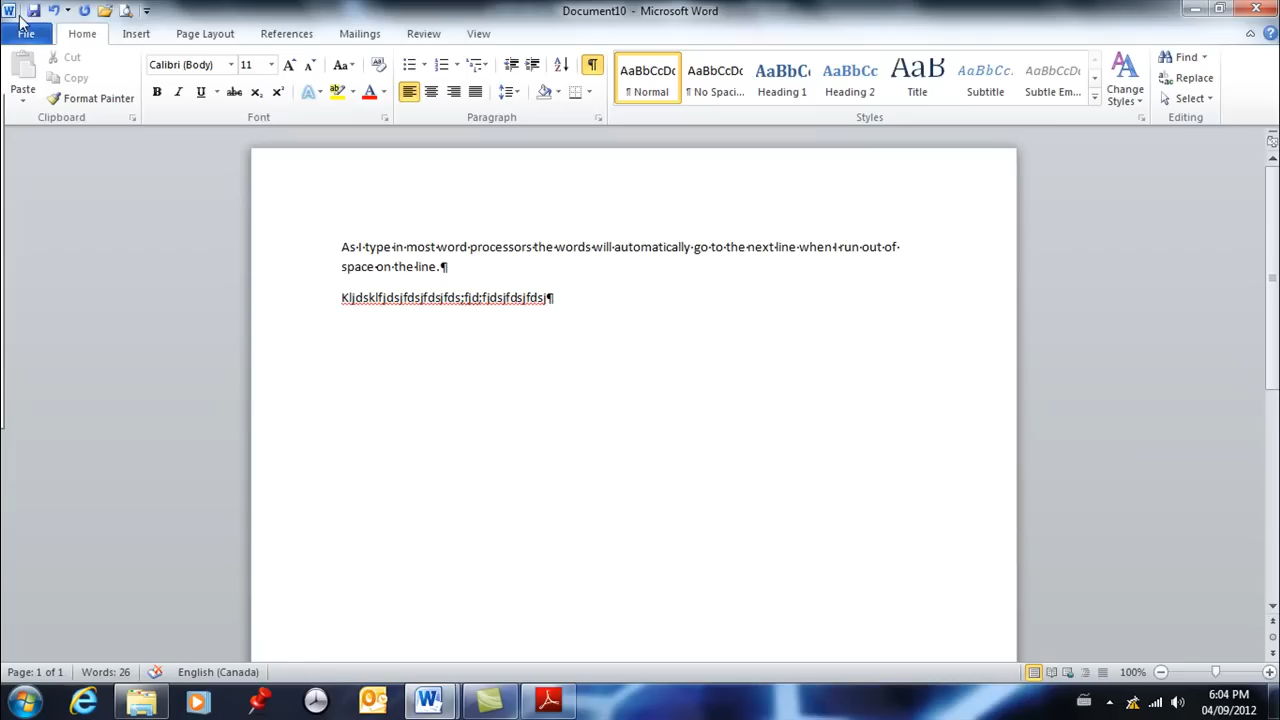 Document10 - Microsoft Word
File Home Insert Page Layout References Mailings Review View
Paste
Cut
Copy
Format Painter
Clipboard
Calibri (Body) 11
Font
Paragraph
AaBbCcDc AaBbCcDc AaBbC AaBbCc AaB AaBbCc. AaBbCcDc
¶ Normal ¶ No Spaci... Heading 1 Heading 2 Title Subtitle Subtle Em...
Change
Styles
Styles
Find
Replace
Select
Editing
As I type in most word processors the words will automatically go to the next line when I run out of
space on the line.¶
Kljdsklfjdsjfdsjfdsjfds;fjd;fjdsjfdsjfdsj¶
Page: 1 of 1 Words: 26 English (Canada) 100%
6:04 PM
04/09/2012